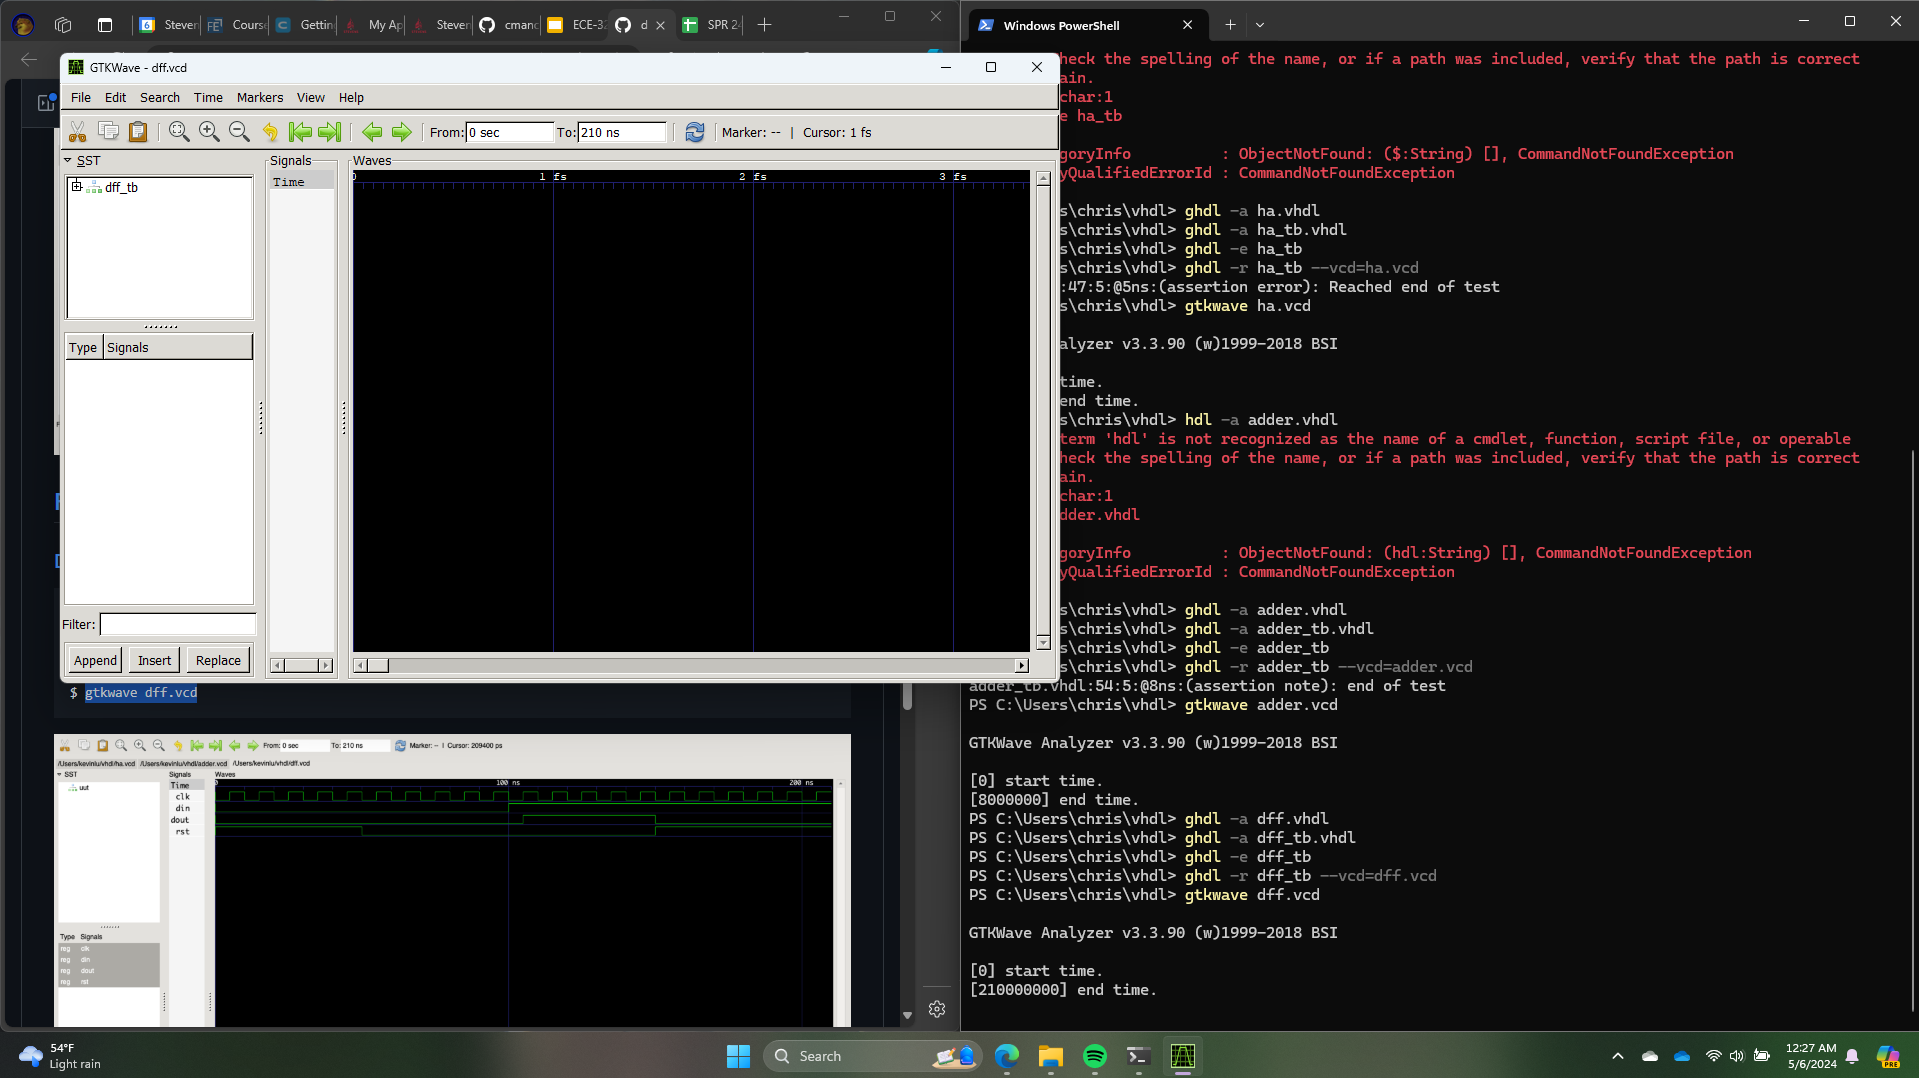 Steven
Cours
Gettin
My Ap
Steven
cmanc
ECE-32
d
SPR 24
GTKWave - dff.vcd
File Edit Search Time Markers View Help
From: 0 sec To: 210 ns Marker: -- | Cursor: 1 fs
SST
dff_tb
Signals
Time
Waves
0 1 fs 2 fs 3 fs
Type Signals
Filter:
Append Insert Replace
$ gtkwave dff.vcd
From: 0 sec To: 210 ns Marker: -- | Cursor: 209400 ps
/Users/kevinlu/vhdl/ha.vcd /Users/kevinlu/vhdl/adder.vcd /Users/kevinlu/vhdl/dff.vcd
SST
uut
Signals
Time
clk
din
dout
rst
Waves
0 100 ns 200 ns
Type Signals
reg clk
reg din
reg dout
reg rst
Windows PowerShell
heck the spelling of the name, or if a path was included, verify that the path is correct
ain.
char:1
e ha_tb
goryInfo : ObjectNotFound: ($:String) [], CommandNotFoundException
yQualifiedErrorId : CommandNotFoundException
s\chris\vhdl> ghdl -a ha.vhdl
s\chris\vhdl> ghdl -a ha_tb.vhdl
s\chris\vhdl> ghdl -e ha_tb
s\chris\vhdl> ghdl -r ha_tb --vcd=ha.vcd
:47:5:@5ns:(assertion error): Reached end of test
s\chris\vhdl> gtkwave ha.vcd
alyzer v3.3.90 (w)1999-2018 BSI
time.
end time.
s\chris\vhdl> hdl -a adder.vhdl
term 'hdl' is not recognized as the name of a cmdlet, function, script file, or operable
heck the spelling of the name, or if a path was included, verify that the path is correct
ain.
char:1
dder.vhdl
goryInfo : ObjectNotFound: (hdl:String) [], CommandNotFoundException
yQualifiedErrorId : CommandNotFoundException
s\chris\vhdl> ghdl -a adder.vhdl
s\chris\vhdl> ghdl -a adder_tb.vhdl
s\chris\vhdl> ghdl -e adder_tb
s\chris\vhdl> ghdl -r adder_tb --vcd=adder.vcd
adder_tb.vhdl:54:5:@8ns:(assertion note): end of test
PS C:\Users\chris\vhdl> gtkwave adder.vcd
GTKWave Analyzer v3.3.90 (w)1999-2018 BSI
[0] start time.
[8000000] end time.
PS C:\Users\chris\vhdl> ghdl -a dff.vhdl
PS C:\Users\chris\vhdl> ghdl -a dff_tb.vhdl
PS C:\Users\chris\vhdl> ghdl -e dff_tb
PS C:\Users\chris\vhdl> ghdl -r dff_tb --vcd=dff.vcd
PS C:\Users\chris\vhdl> gtkwave dff.vcd
GTKWave Analyzer v3.3.90 (w)1999-2018 BSI
[0] start time.
[210000000] end time.
54°F
Light rain
Search
12:27 AM
5/6/2024
PRE